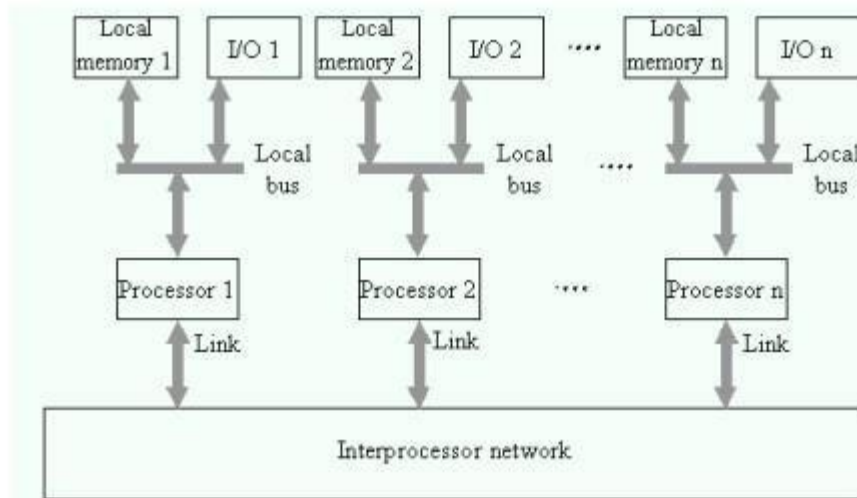 Local
memory 1
I/O 1
Local
memory 2
I/O 2
....
Local
memory n
I/O n
Local
bus
Local
bus
....
Local
bus
Processor 1
Processor 2
....
Processor n
Link
Link
Link
Interprocessor network